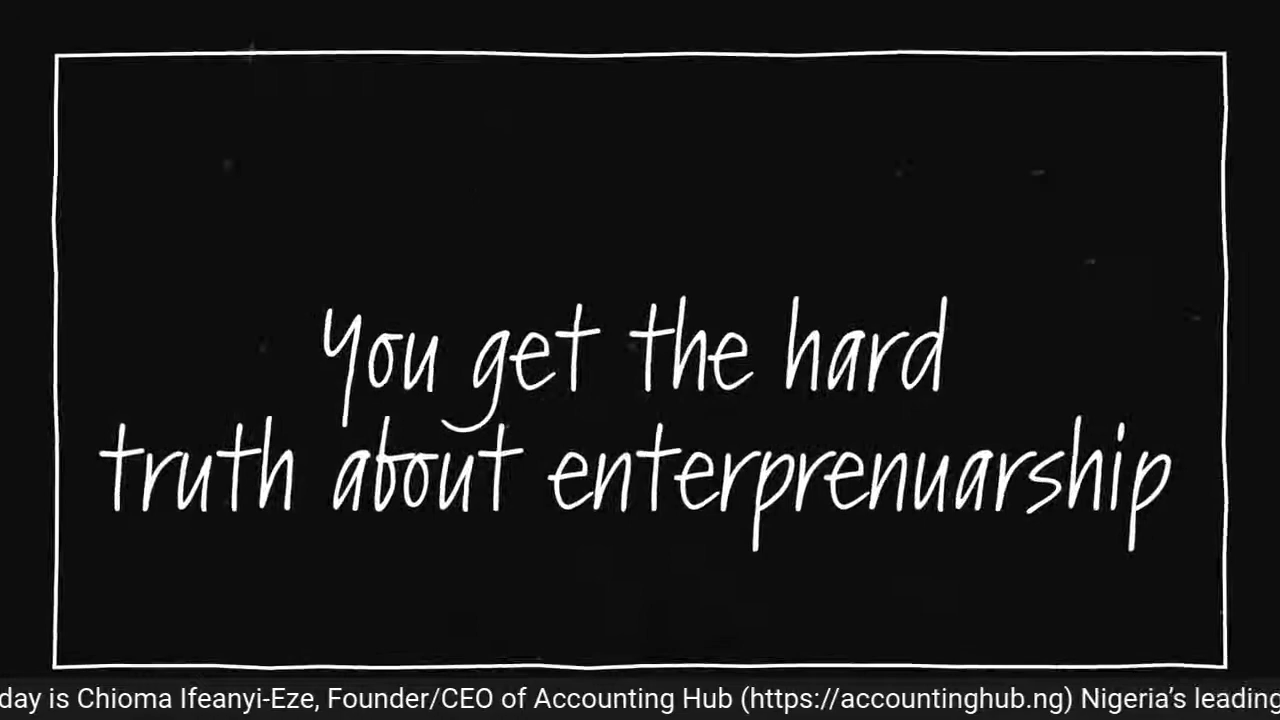 You get the hard
truth about enterprenuarship
day is Chioma Ifeanyi-Eze, Founder/CEO of Accounting Hub (https://accountinghub.ng) Nigeria’s leading